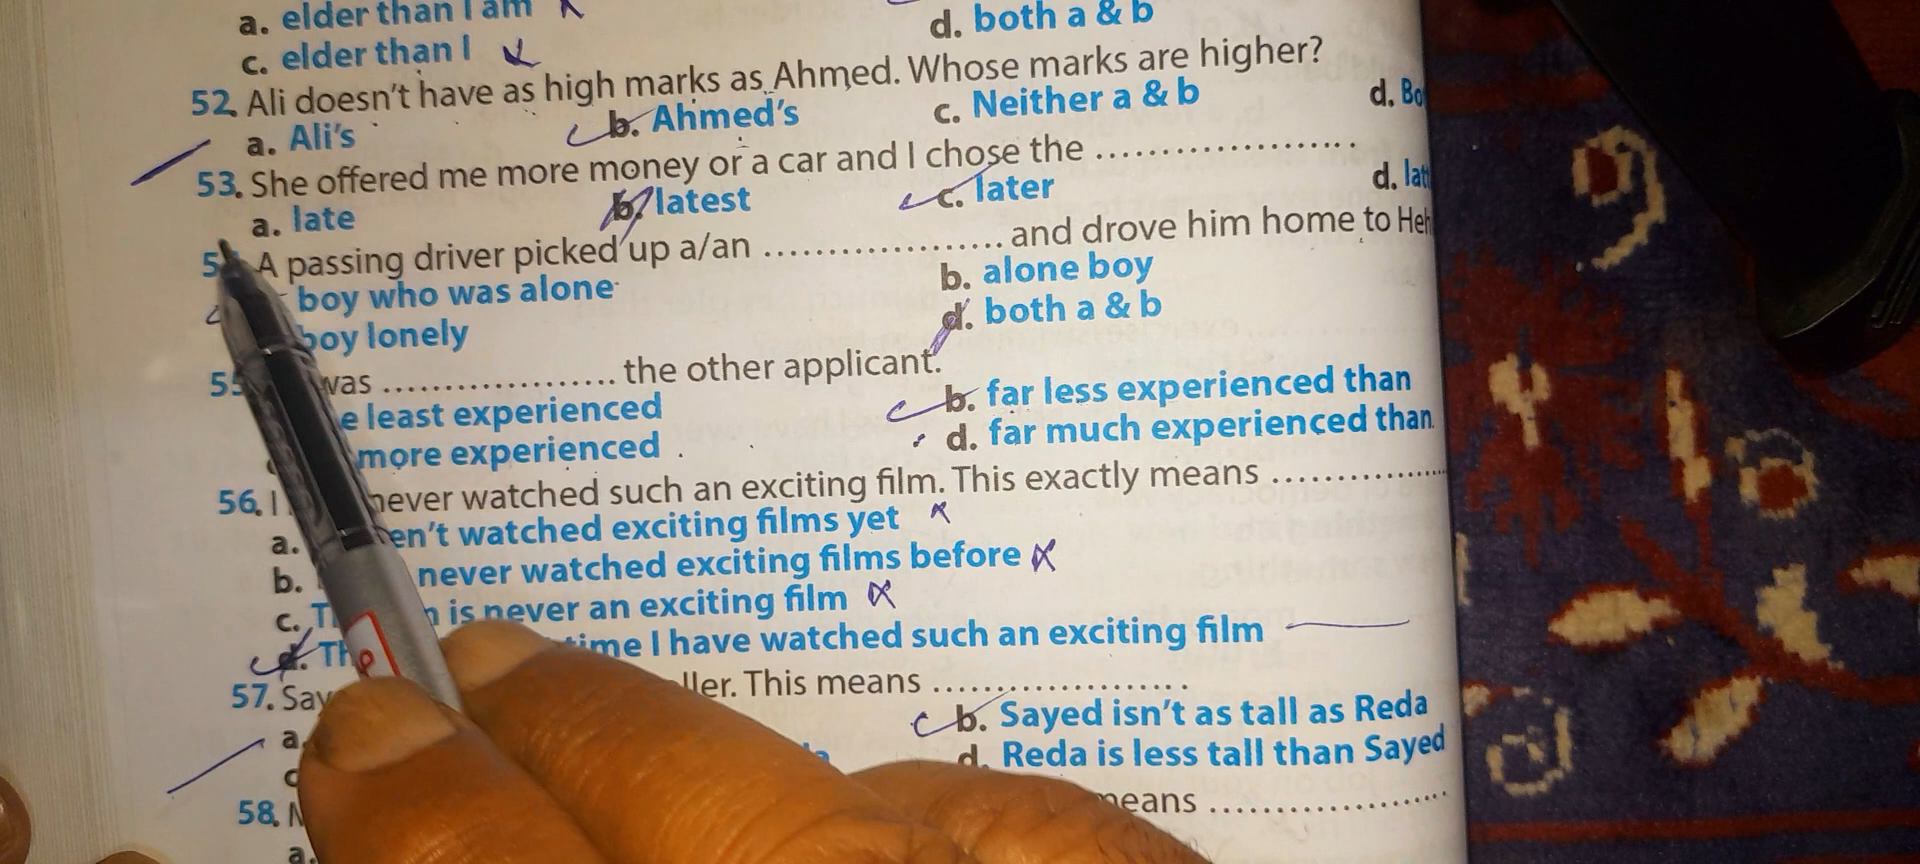 a. elder than I am
d. both a & b
c. elder than I
52. Ali doesn't have as high marks as Ahmed. Whose marks are higher?
a. Ali's b. Ahmed's c. Neither a & b d.
53. She offered me more money or a car and I chose the ....................
a. late b. latest c. later d.
A passing driver picked up a/an .................... and drove him home to
boy who was alone b. alone boy
boy lonely d. both a & b
was .................... the other applicant.
least experienced b. far less experienced than
more experienced d. far much experienced than
56. I never watched such an exciting film. This exactly means ...............
a. watched exciting films yet
b. never watched exciting films before
c. is never an exciting film
d. time I have watched such an exciting film
57. This means ....................
a. b. Sayed isn't as tall as Reda
d. Reda is less tall than Sayed
58. means ....................
a.